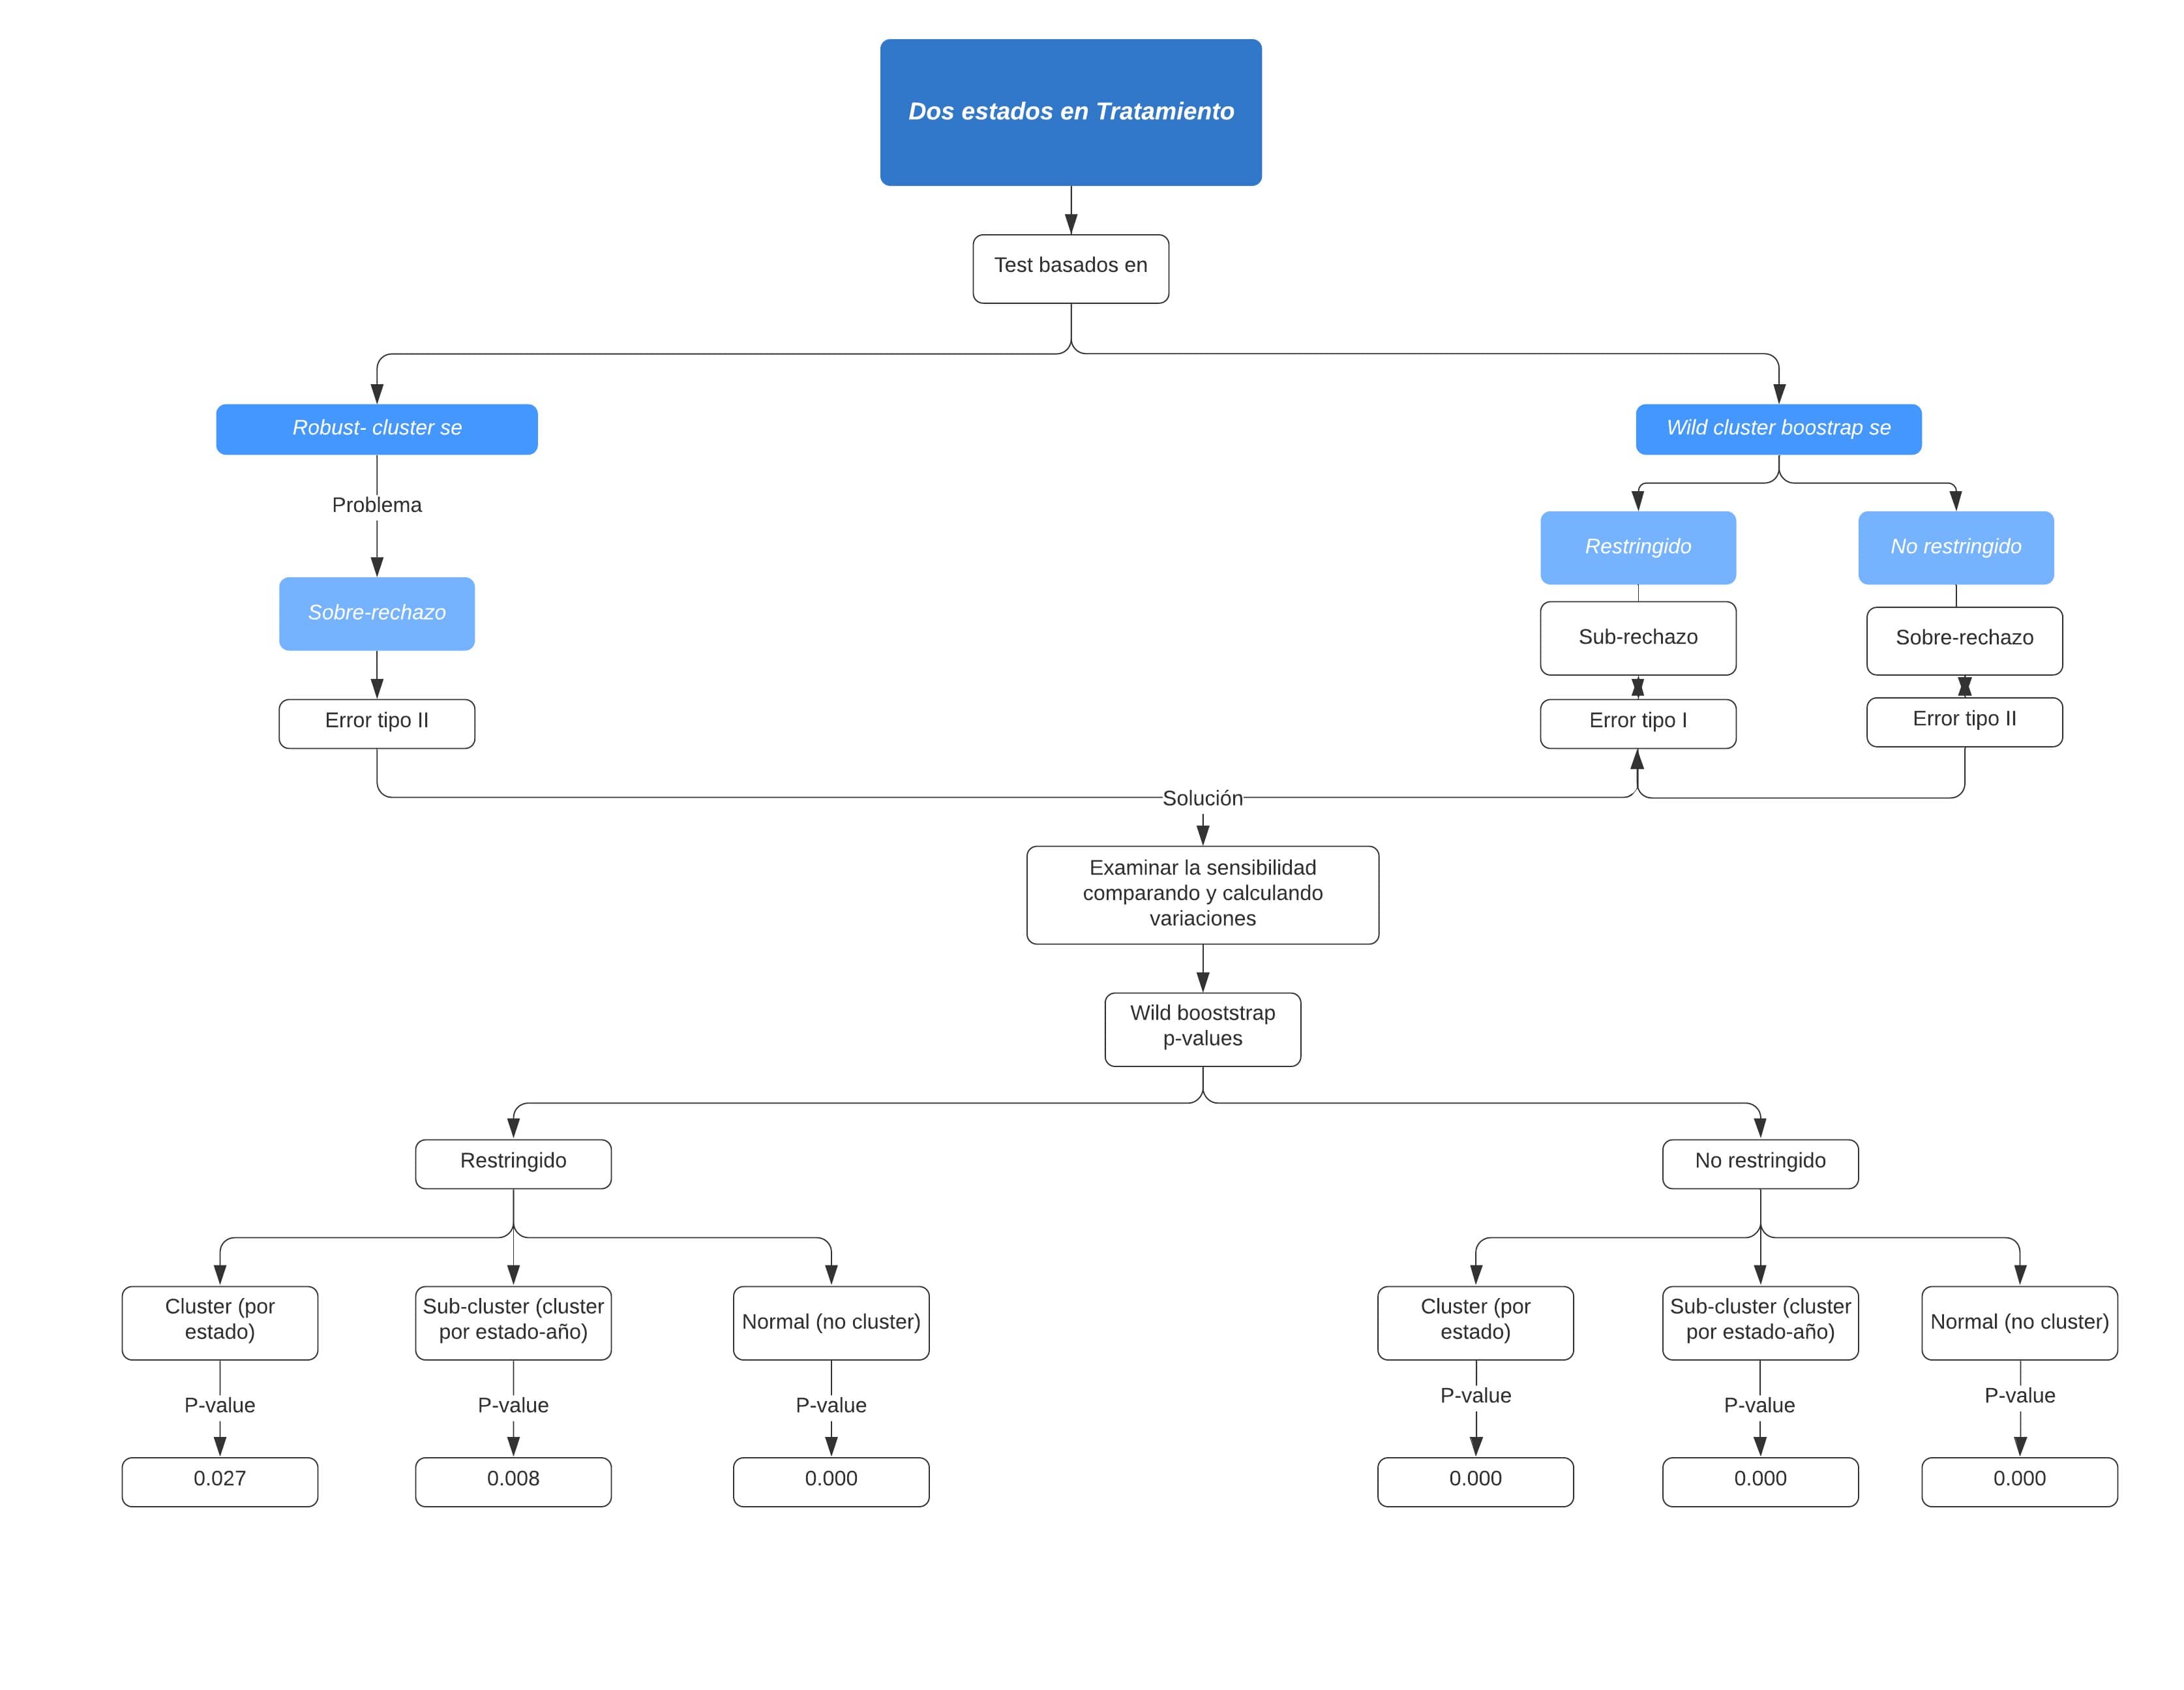 Dos estados en Tratamiento
Test basados en
Robust- cluster se
Wild cluster boostrap se
Problema
Restringido
No restringido
Sobre-rechazo
Sub-rechazo
Sobre-rechazo
Error tipo II
Error tipo I
Error tipo II
Solución
Examinar la sensibilidad
comparando y calculando
variaciones
Wild booststrap
p-values
Restringido
No restringido
Cluster (por
estado)
Sub-cluster (cluster
por estado-año)
Normal (no cluster)
Cluster (por
estado)
Sub-cluster (cluster
por estado-año)
Normal (no cluster)
P-value
P-value
P-value
P-value
P-value
P-value
0.027
0.008
0.000
0.000
0.000
0.000